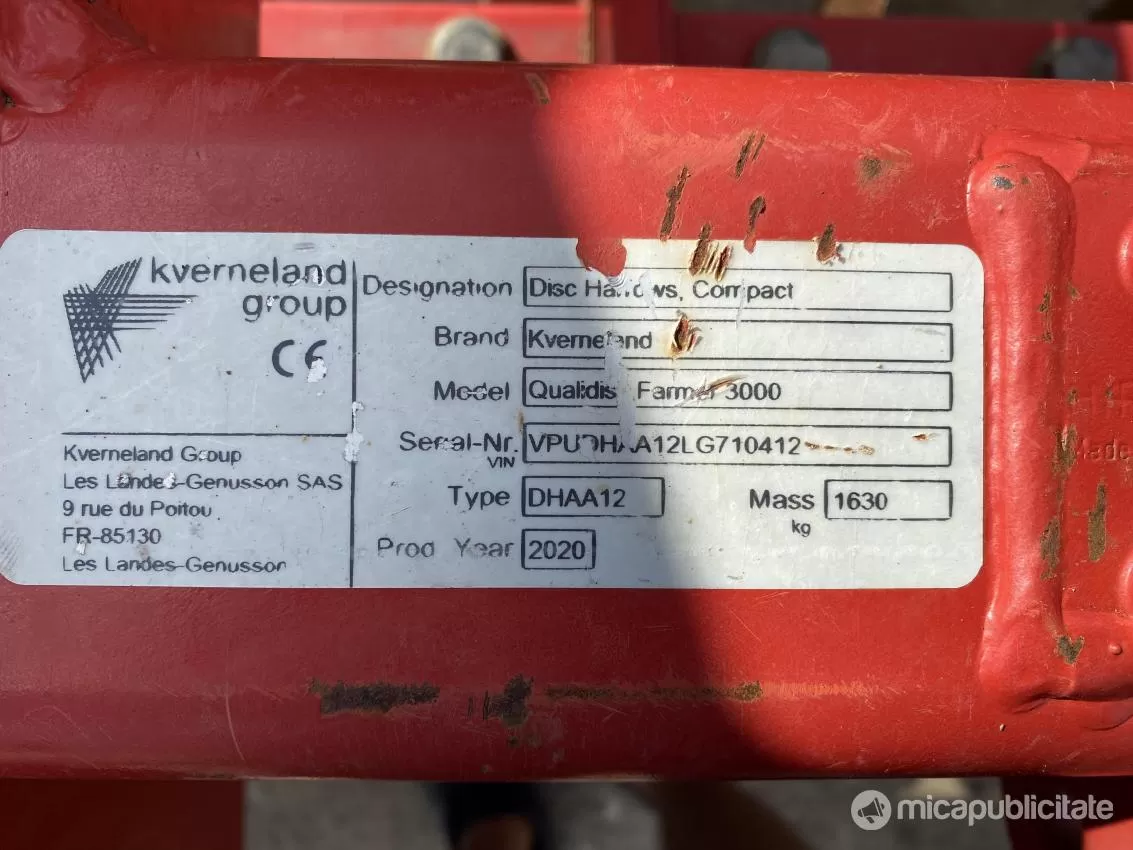 kverneland
group
CE
Kverneland Group
Les Landes-Genusson SAS
9 rue du Poitou
FR-85130
Les Landes-Genusson
Designation Disc Harrows, Compact
Brand Kverneland
Model Qualidisc Farmer 3000
Serial-Nr. VPUDHAA12LG710412
VIN
Type DHAA12 Mass 1630
kg
Prod Year 2020
Made
micapublicitate